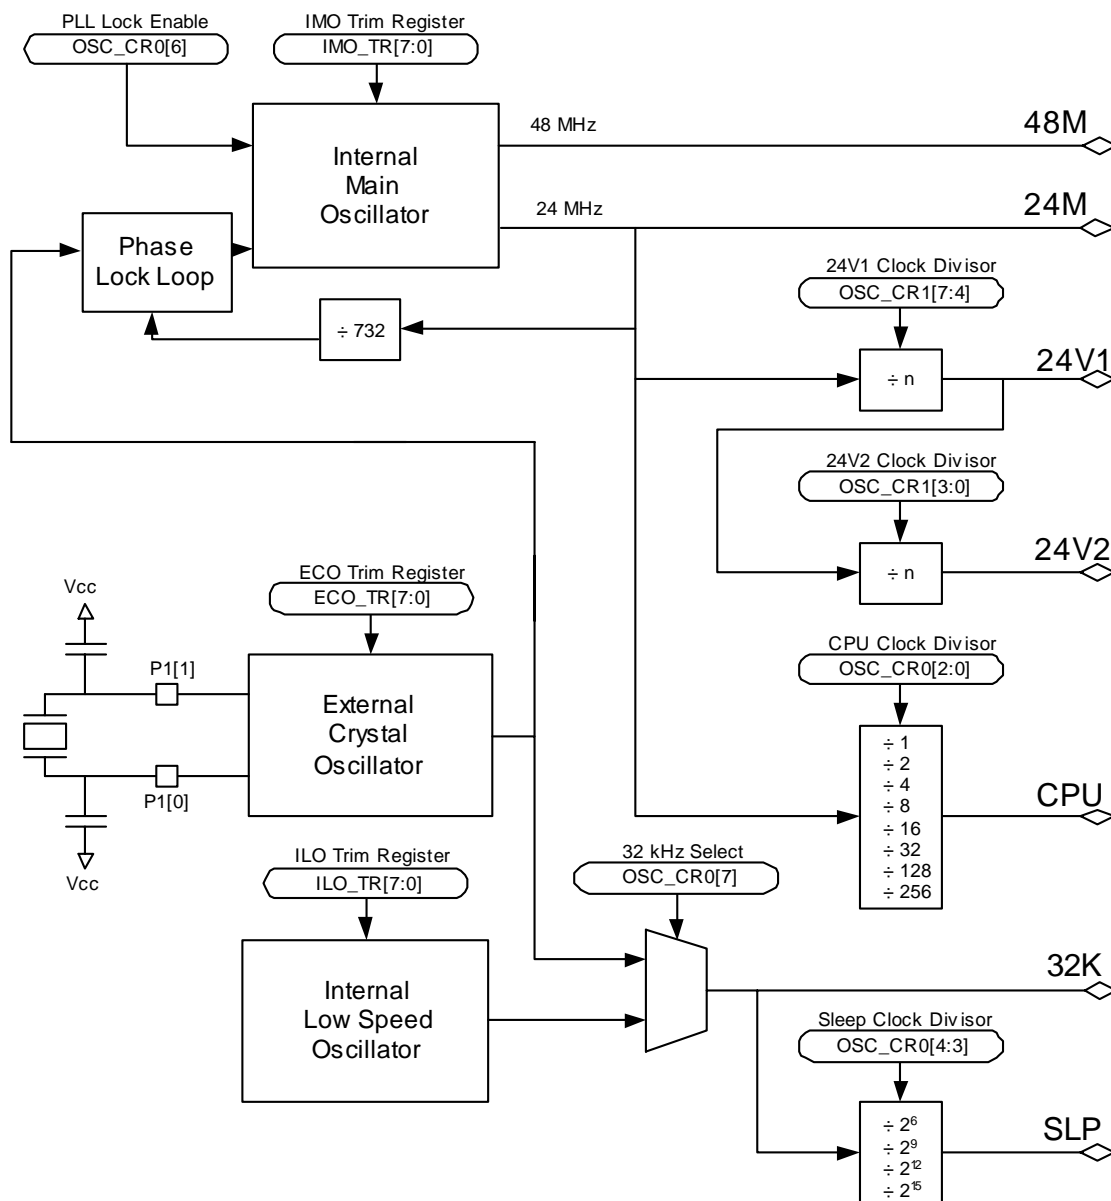 PLL Lock Enable
OSC_CR0[6]
IMO Trim Register
IMO_TR[7:0]
Internal
Main
Oscillator
48 MHz
48M
24 MHz
24M
Phase
Lock Loop
÷ 732
24V1 Clock Divisor
OSC_CR1[7:4]
÷ n
24V1
24V2 Clock Divisor
OSC_CR1[3:0]
÷ n
24V2
ECO Trim Register
ECO_TR[7:0]
Vcc
P1[1]
External
Crystal
Oscillator
P1[0]
Vcc
CPU Clock Divisor
OSC_CR0[2:0]
÷ 1
÷ 2
÷ 4
÷ 8
÷ 16
÷ 32
÷ 128
÷ 256
CPU
ILO Trim Register
ILO_TR[7:0]
32 kHz Select
OSC_CR0[7]
Internal
Low Speed
Oscillator
32K
Sleep Clock Divisor
OSC_CR0[4:3]
÷ 2⁶
÷ 2⁹
÷ 2¹²
÷ 2¹⁵
SLP